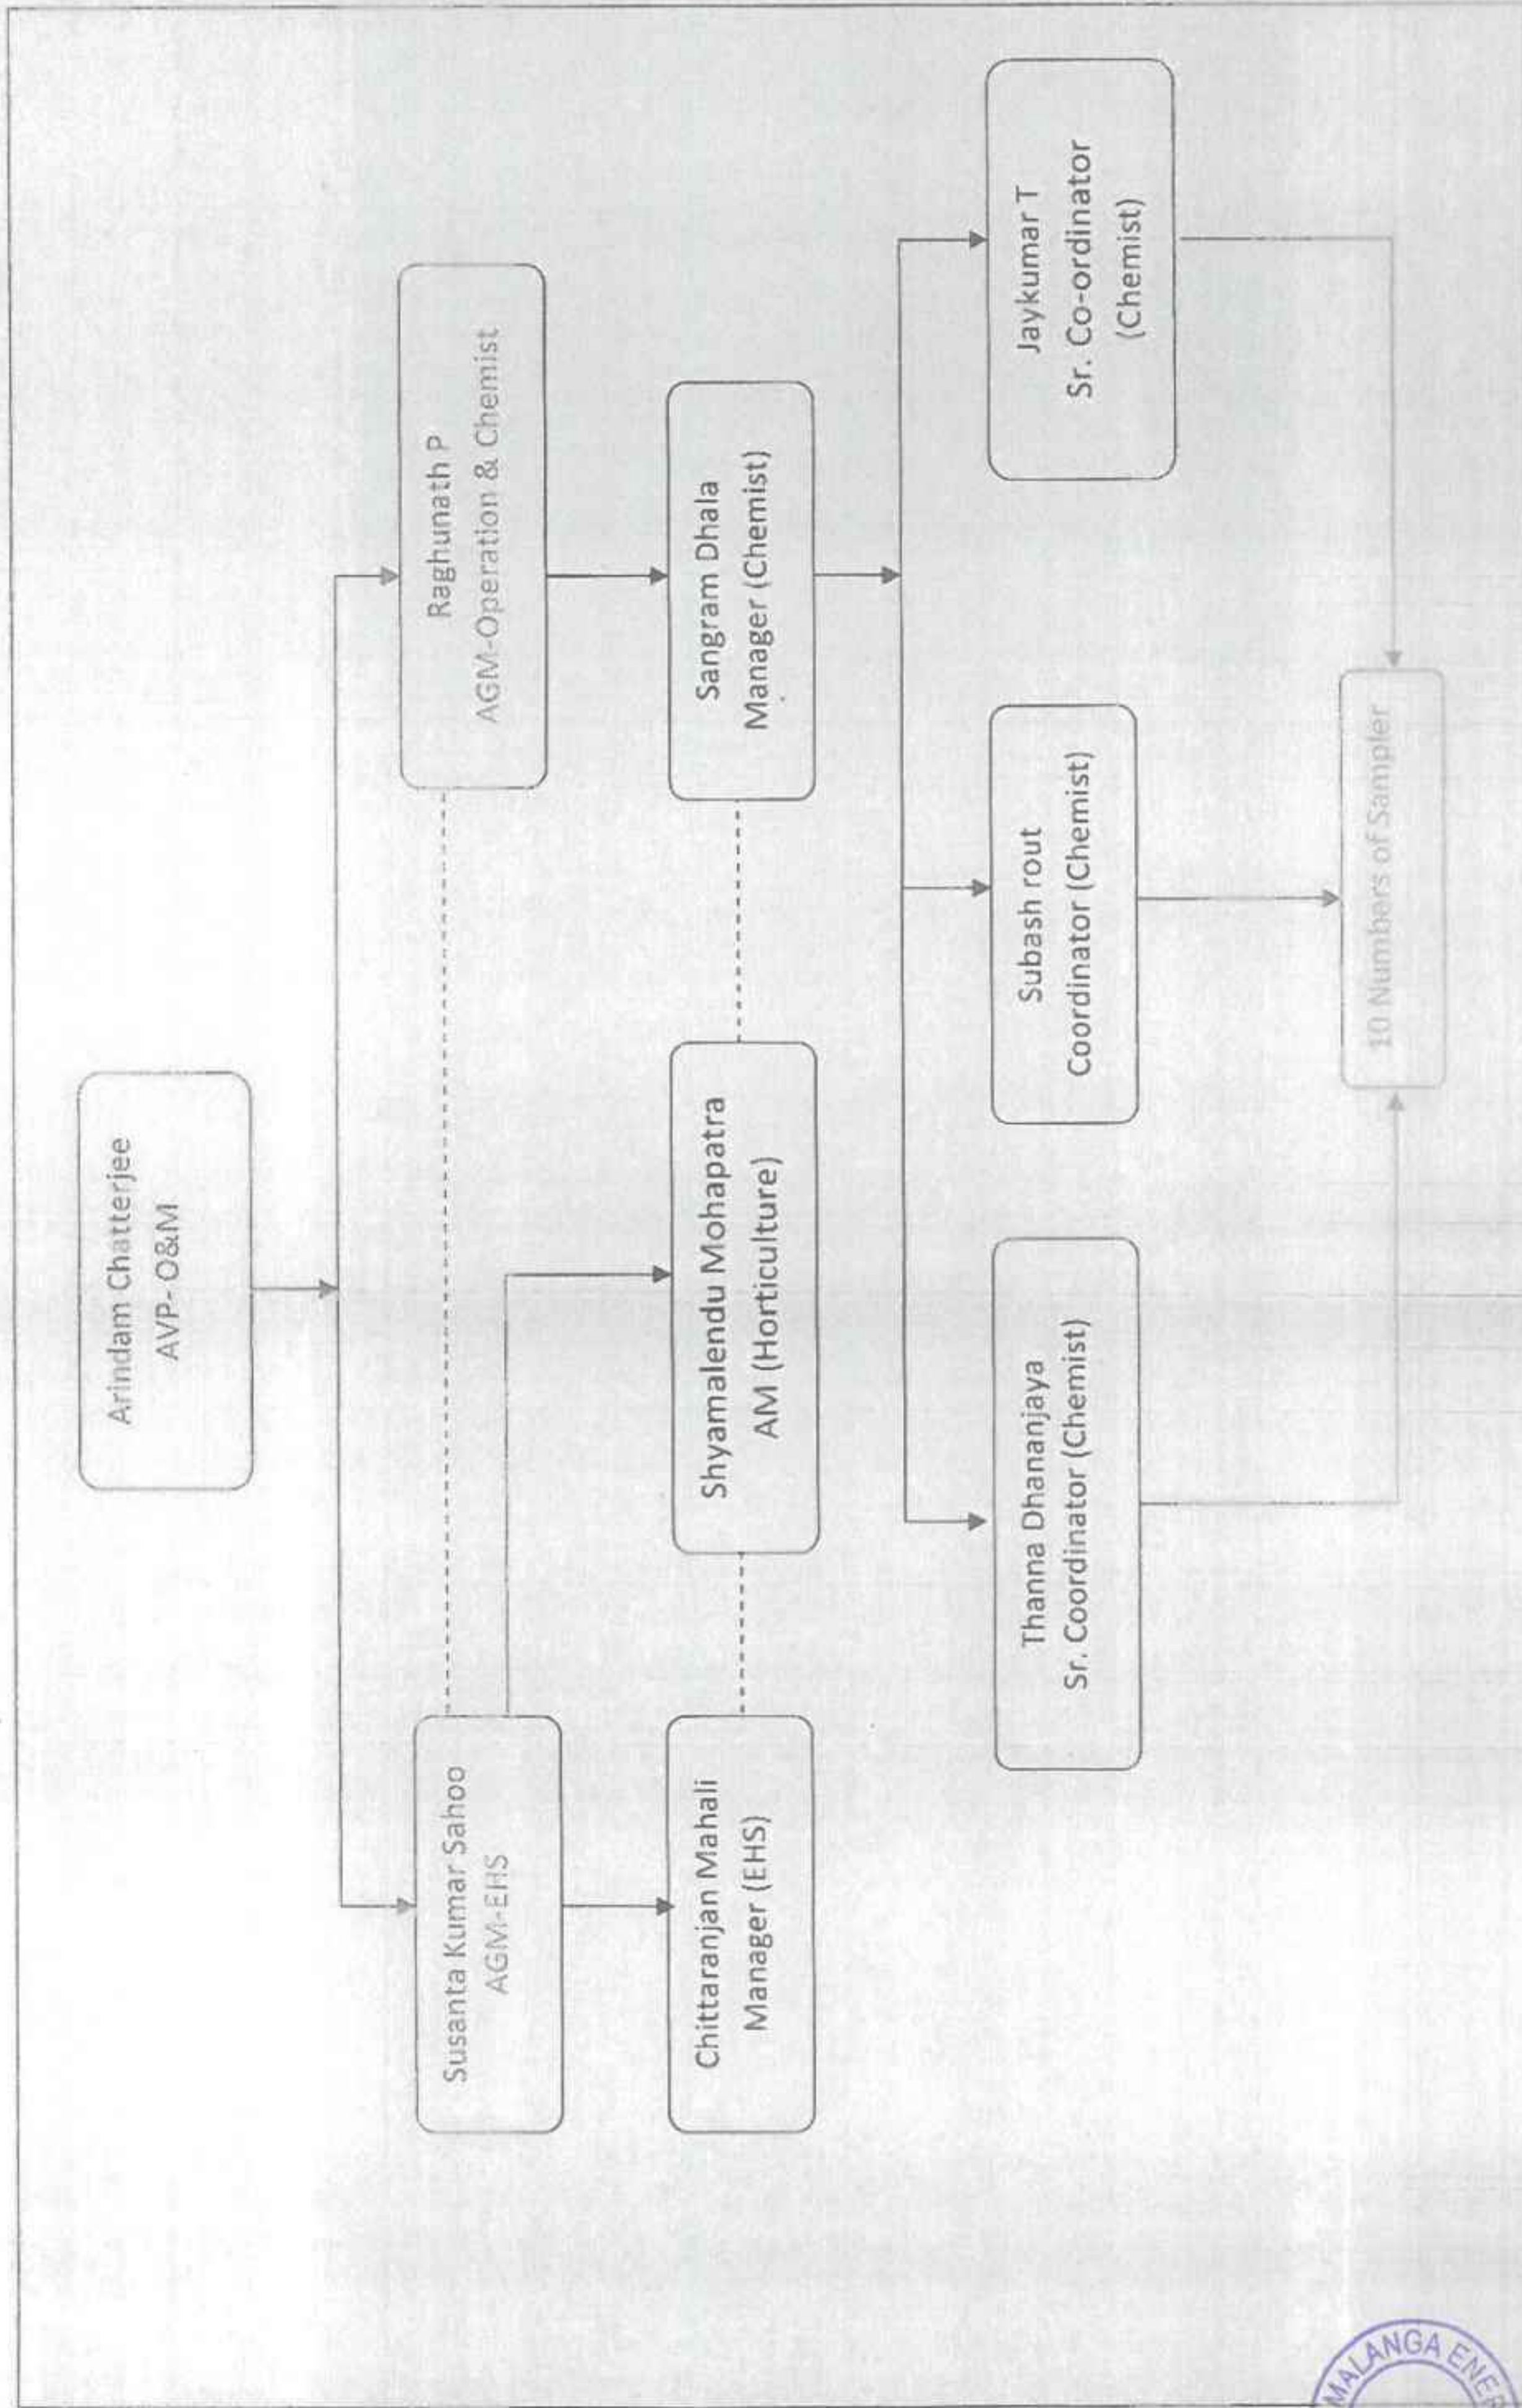 Arindam Chatterjee
AVP- O&M
Susanta Kumar Sahoo
AGM-EHS
Raghunath P
AGM-Operation & Chemist
Chittaranjan Mahali
Manager (EHS)
Shyamalendu Mohapatra
AM (Horticulture)
Sangram Dhala
Manager (Chemist)
Thanna Dhananjaya
Sr. Coordinator (Chemist)
Subash rout
Coordinator (Chemist)
Jaykumar T
Sr. Co-ordinator
(Chemist)
10 Numbers of Sampler
MALANGA ENER